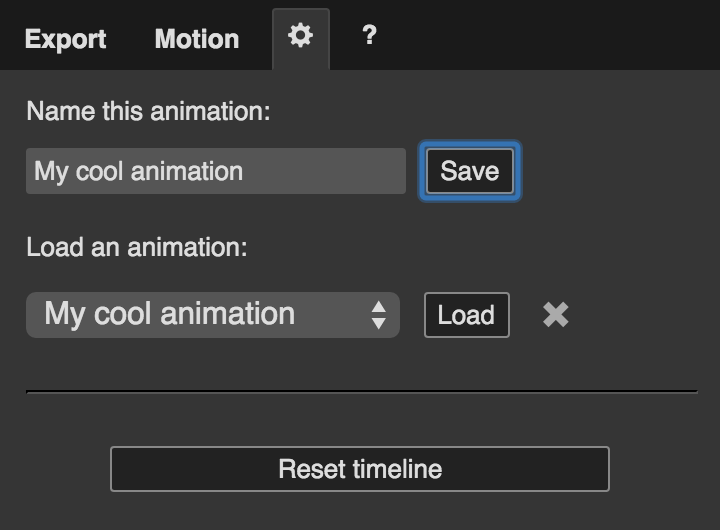 Export Motion ?
Name this animation:
My cool animation Save
Load an animation:
My cool animation Load
Reset timeline